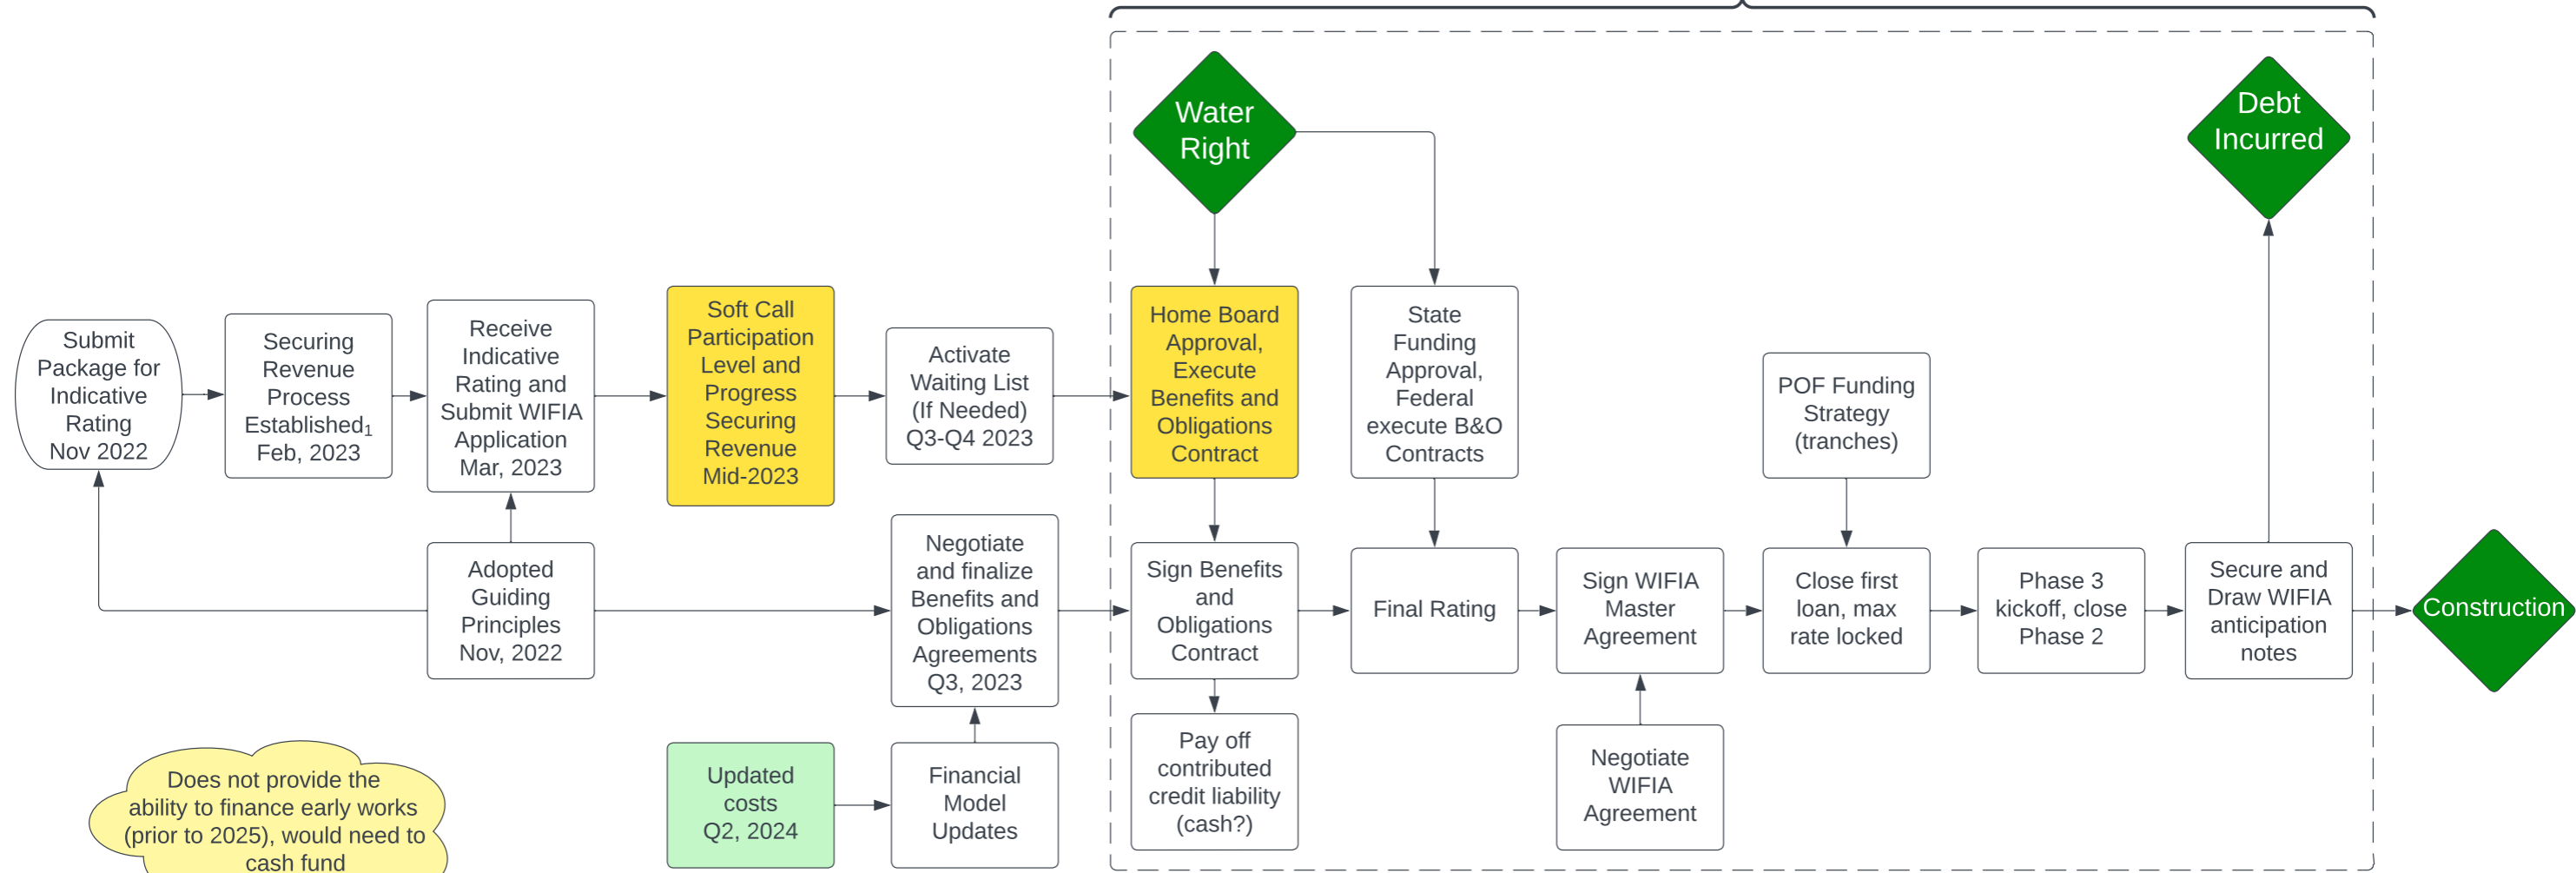 Water
Right
Debt
Incurred
Submit
Package for
Indicative
Rating
Nov 2022
Securing
Revenue
Process
Established1
Feb, 2023
Receive
Indicative
Rating and
Submit WIFIA
Application
Mar, 2023
Soft Call
Participation
Level and
Progress
Securing
Revenue
Mid-2023
Activate
Waiting List
(If Needed)
Q3-Q4 2023
Home Board
Approval,
Execute
Benefits and
Obligations
Contract
State
Funding
Approval,
Federal
execute B&O
Contracts
POF Funding
Strategy
(tranches)
Adopted
Guiding
Principles
Nov, 2022
Negotiate
and finalize
Benefits and
Obligations
Agreements
Q3, 2023
Sign Benefits
and
Obligations
Contract
Final Rating
Sign WIFIA
Master
Agreement
Close first
loan, max
rate locked
Phase 3
kickoff, close
Phase 2
Secure and
Draw WIFIA
anticipation
notes
Construction
Does not provide the
ability to finance early works
(prior to 2025), would need to
cash fund
Updated
costs
Q2, 2024
Financial
Model
Updates
Pay off
contributed
credit liability
(cash?)
Negotiate
WIFIA
Agreement